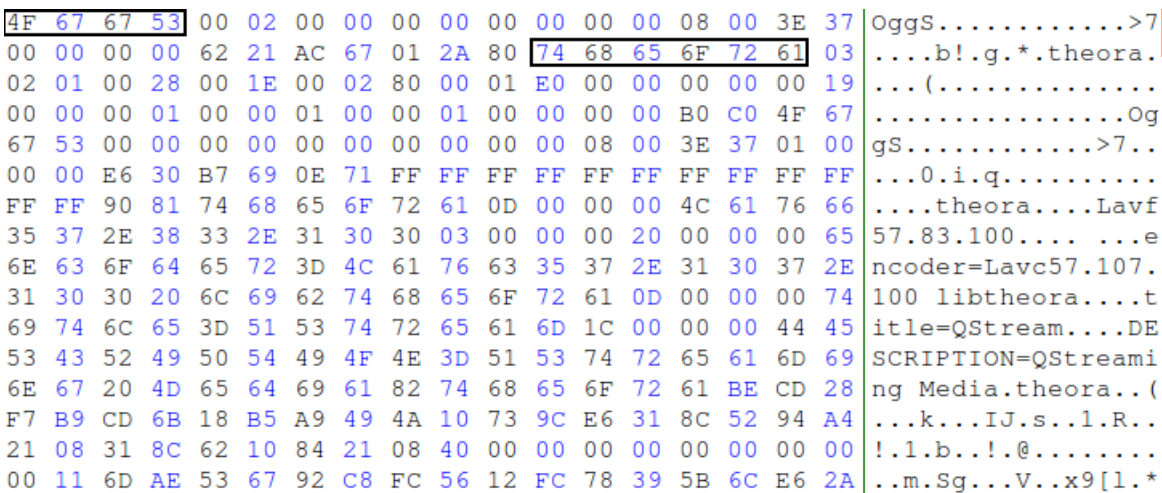 4F 67 67 53 00 02 00 00 00 00 00 00 00 00 08 00 3E 37 OggS............>7
00 00 00 00 62 21 AC 67 01 2A 80 74 68 65 6F 72 61 03 ....b!.g.*.theora.
02 01 00 28 00 1E 00 02 80 00 01 E0 00 00 00 00 00 19 ...(..............
00 00 00 01 00 00 01 00 00 01 00 00 00 00 B0 C0 4F 67 ................Og
67 53 00 00 00 00 00 00 00 00 00 00 08 00 3E 37 01 00 gS............>7..
00 00 E6 30 B7 69 0E 71 FF FF FF FF FF FF FF FF FF FF ...0.i.q..........
FF FF 90 81 74 68 65 6F 72 61 0D 00 00 00 4C 61 76 66 ....theora....Lavf
35 37 2E 38 33 2E 31 30 30 03 00 00 00 20 00 00 00 65 57.83.100.... ...e
6E 63 6F 64 65 72 3D 4C 61 76 63 35 37 2E 31 30 37 2E ncoder=Lavc57.107.
31 30 30 20 6C 69 62 74 68 65 6F 72 61 0D 00 00 00 74 100 libtheora....t
69 74 6C 65 3D 51 53 74 72 65 61 6D 1C 00 00 00 44 45 itle=QStream....DE
53 43 52 49 50 54 49 4F 4E 3D 51 53 74 72 65 61 6D 69 SCRIPTION=QStreami
6E 67 20 4D 65 64 69 61 82 74 68 65 6F 72 61 BE CD 28 ng Media.theora..(
F7 B9 CD 6B 18 B5 A9 49 4A 10 73 9C E6 31 8C 52 94 A4 ...k...IJ.s..1.R..
21 08 31 8C 62 10 84 21 08 40 00 00 00 00 00 00 00 00 !.1.b..!.@........
00 11 6D AE 53 67 92 C8 FC 56 12 FC 78 39 5B 6C E6 2A ..m.Sg...V..x9[l.*